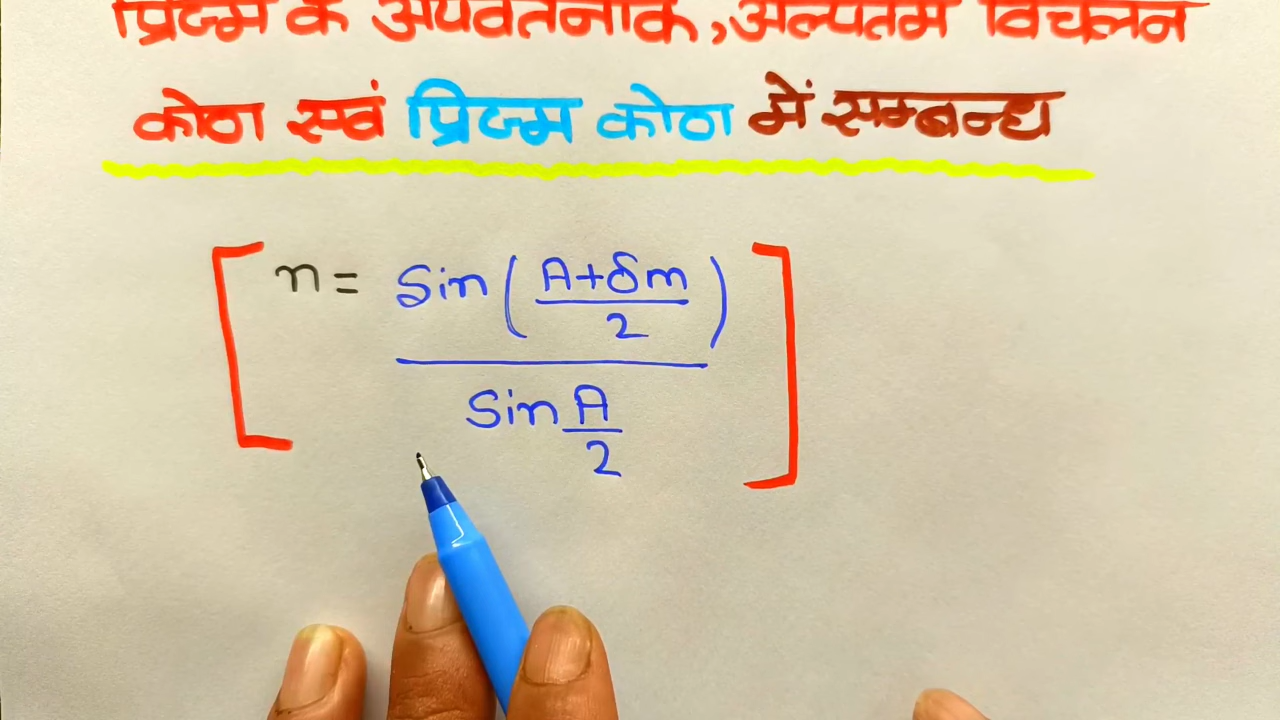 प्रिज्म के अपवर्तनांक, अल्पतम विचलन
कोण एवं प्रिज्म कोण में सम्बन्ध
[ n = Sin ( A+δm / 2 ) / Sin A / 2 ]